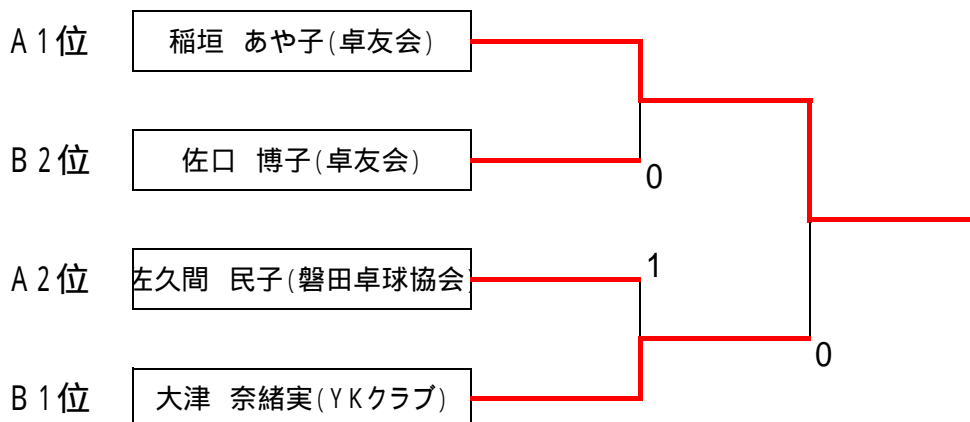 A1位 稲垣 あや子(卓友会)
B2位 佐口 博子(卓友会)
0
1
A2位 佐久間 民子(磐田卓球協会)
0
B1位 大津 奈緒実(YKクラブ)